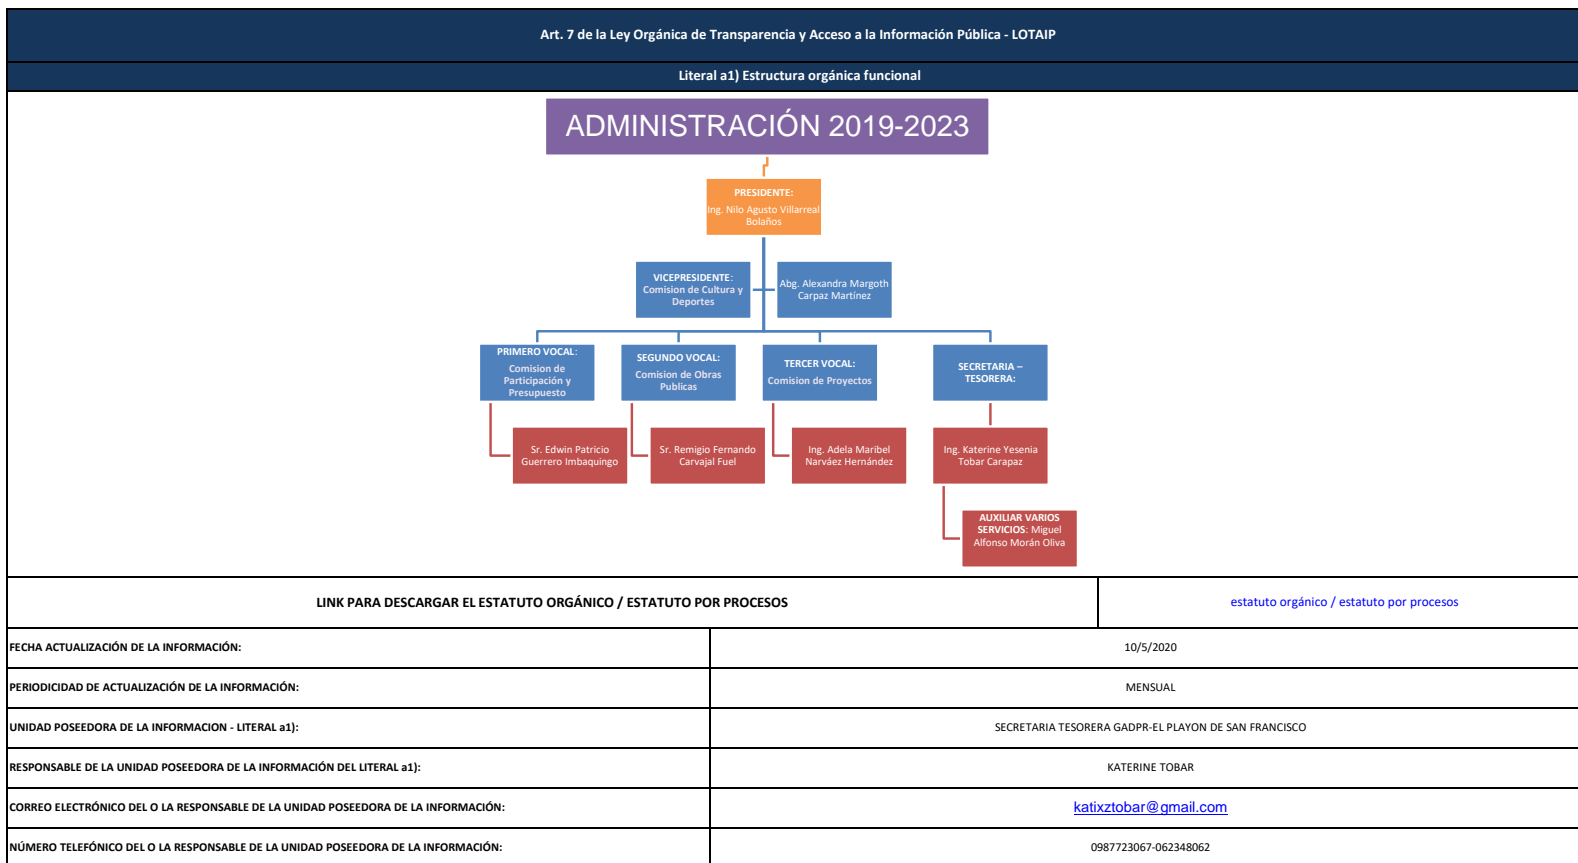 Art. 7 de la Ley Orgánica de Transparencia y Acceso a la Información Pública - LOTAIP
Literal a1) Estructura orgánica funcional
ADMINISTRACIÓN 2019-2023
PRESIDENTE:
Ing. Nilo Agusto Villarreal
Bolaños
VICEPRESIDENTE:
Comision de Cultura y
Deportes
Abg. Alexandra Margoth
Carpaz Martínez
PRIMERO VOCAL:
Comision de
Participación y
Presupuesto
SEGUNDO VOCAL:
Comision de Obras
Publicas
TERCER VOCAL:
Comision de Proyectos
SECRETARIA –
TESORERA:
Sr. Edwin Patricio
Guerrero Imbaquingo
Sr. Remigio Fernando
Carvajal Fuel
Ing. Adela Maribel
Narváez Hernández
Ing. Katerine Yesenia
Tobar Carapaz
AUXILIAR VARIOS
SERVICIOS: Miguel
Alfonso Morán Oliva
LINK PARA DESCARGAR EL ESTATUTO ORGÁNICO / ESTATUTO POR PROCESOS
estatuto orgánico / estatuto por procesos
FECHA ACTUALIZACIÓN DE LA INFORMACIÓN:
10/5/2020
PERIODICIDAD DE ACTUALIZACIÓN DE LA INFORMACIÓN:
MENSUAL
UNIDAD POSEEDORA DE LA INFORMACION - LITERAL a1):
SECRETARIA TESORERA GADPR-EL PLAYON DE SAN FRANCISCO
RESPONSABLE DE LA UNIDAD POSEEDORA DE LA INFORMACIÓN DEL LITERAL a1):
KATERINE TOBAR
CORREO ELECTRÓNICO DEL O LA RESPONSABLE DE LA UNIDAD POSEEDORA DE LA INFORMACIÓN:
katixztobar@gmail.com
NÚMERO TELEFÓNICO DEL O LA RESPONSABLE DE LA UNIDAD POSEEDORA DE LA INFORMACIÓN:
0987723067-062348062